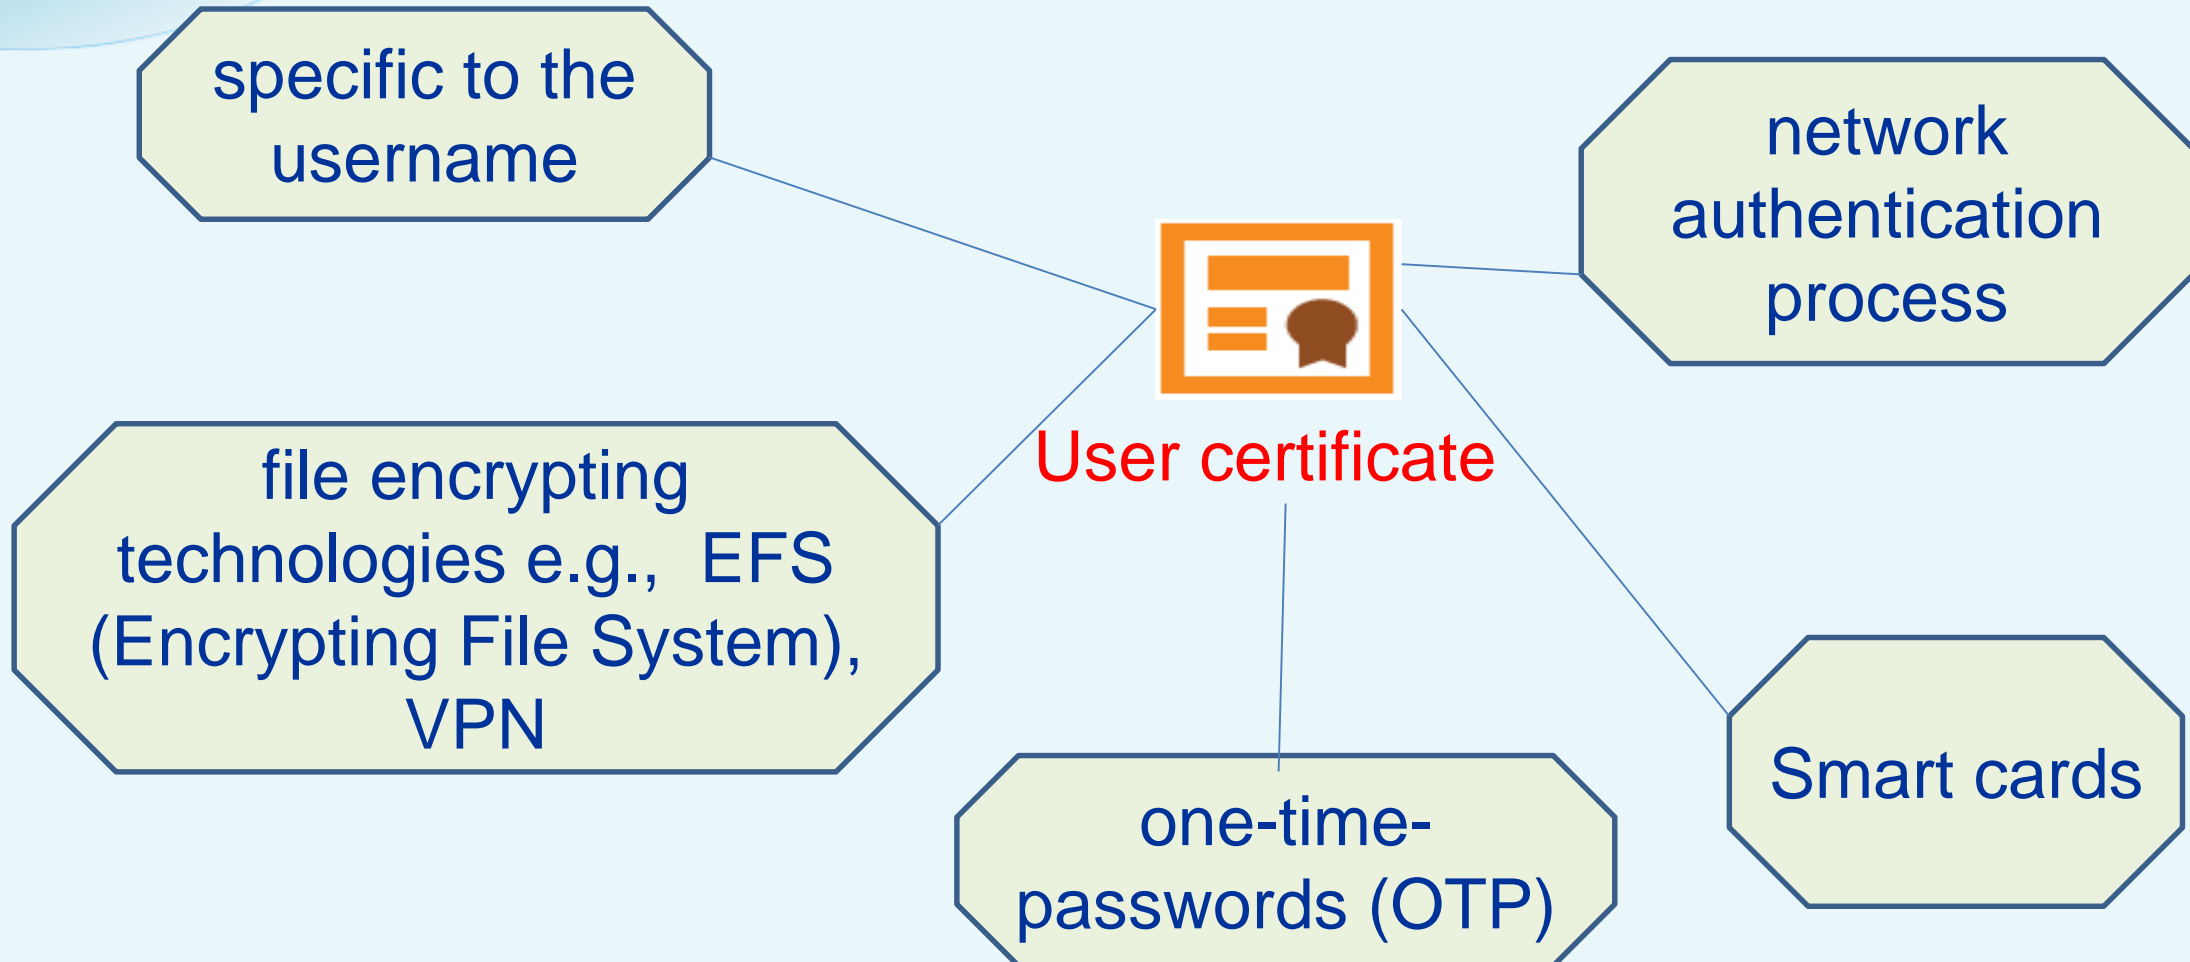 specific to the
username
network
authentication
process
User certificate
file encrypting
technologies e.g.,  EFS
(Encrypting File System),
VPN
Smart cards
one-time-
passwords (OTP)